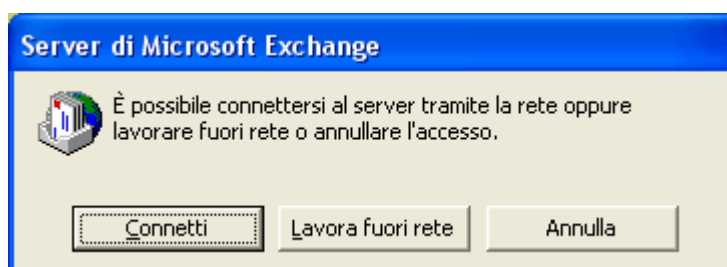 Server di Microsoft Exchange
È possibile connettersi al server tramite la rete oppure
lavorare fuori rete o annullare l'accesso.
Connetti
Lavora fuori rete
Annulla